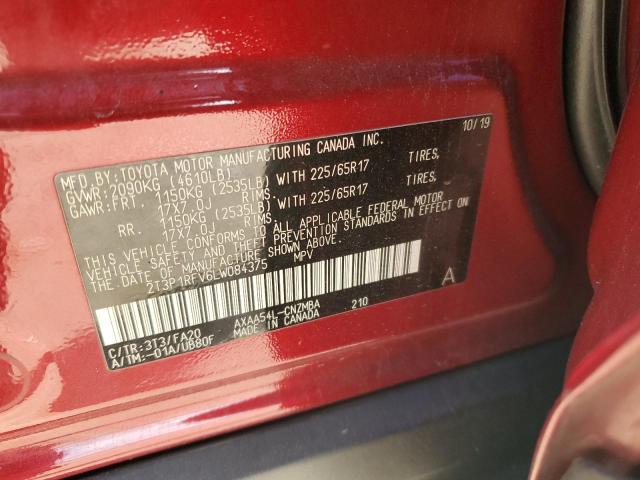 MFD.BY: TOYOTA MOTOR MANUFACTURING CANADA INC. 10/19
GVWR: 2090KG (4610LB)
GAWR: FRT. 1150KG (2535LB) WITH 225/65R17 TIRES,
17X7.0J RIMS.
RR. 1150KG (2535LB) WITH 225/65R17 TIRES,
17X7.0J RIMS.
THIS VEHICLE CONFORMS TO ALL APPLICABLE FEDERAL MOTOR
VEHICLE SAFETY AND THEFT PREVENTION STANDARDS IN EFFECT ON
THE DATE OF MANUFACTURE SHOWN ABOVE.
2T3P1RFV6LW084375 MPV
A
C/TR: 3T3/FA20 AXAA54L-CNZMBA 210
A/TM: -01A/UB80F MADE IN CANADA